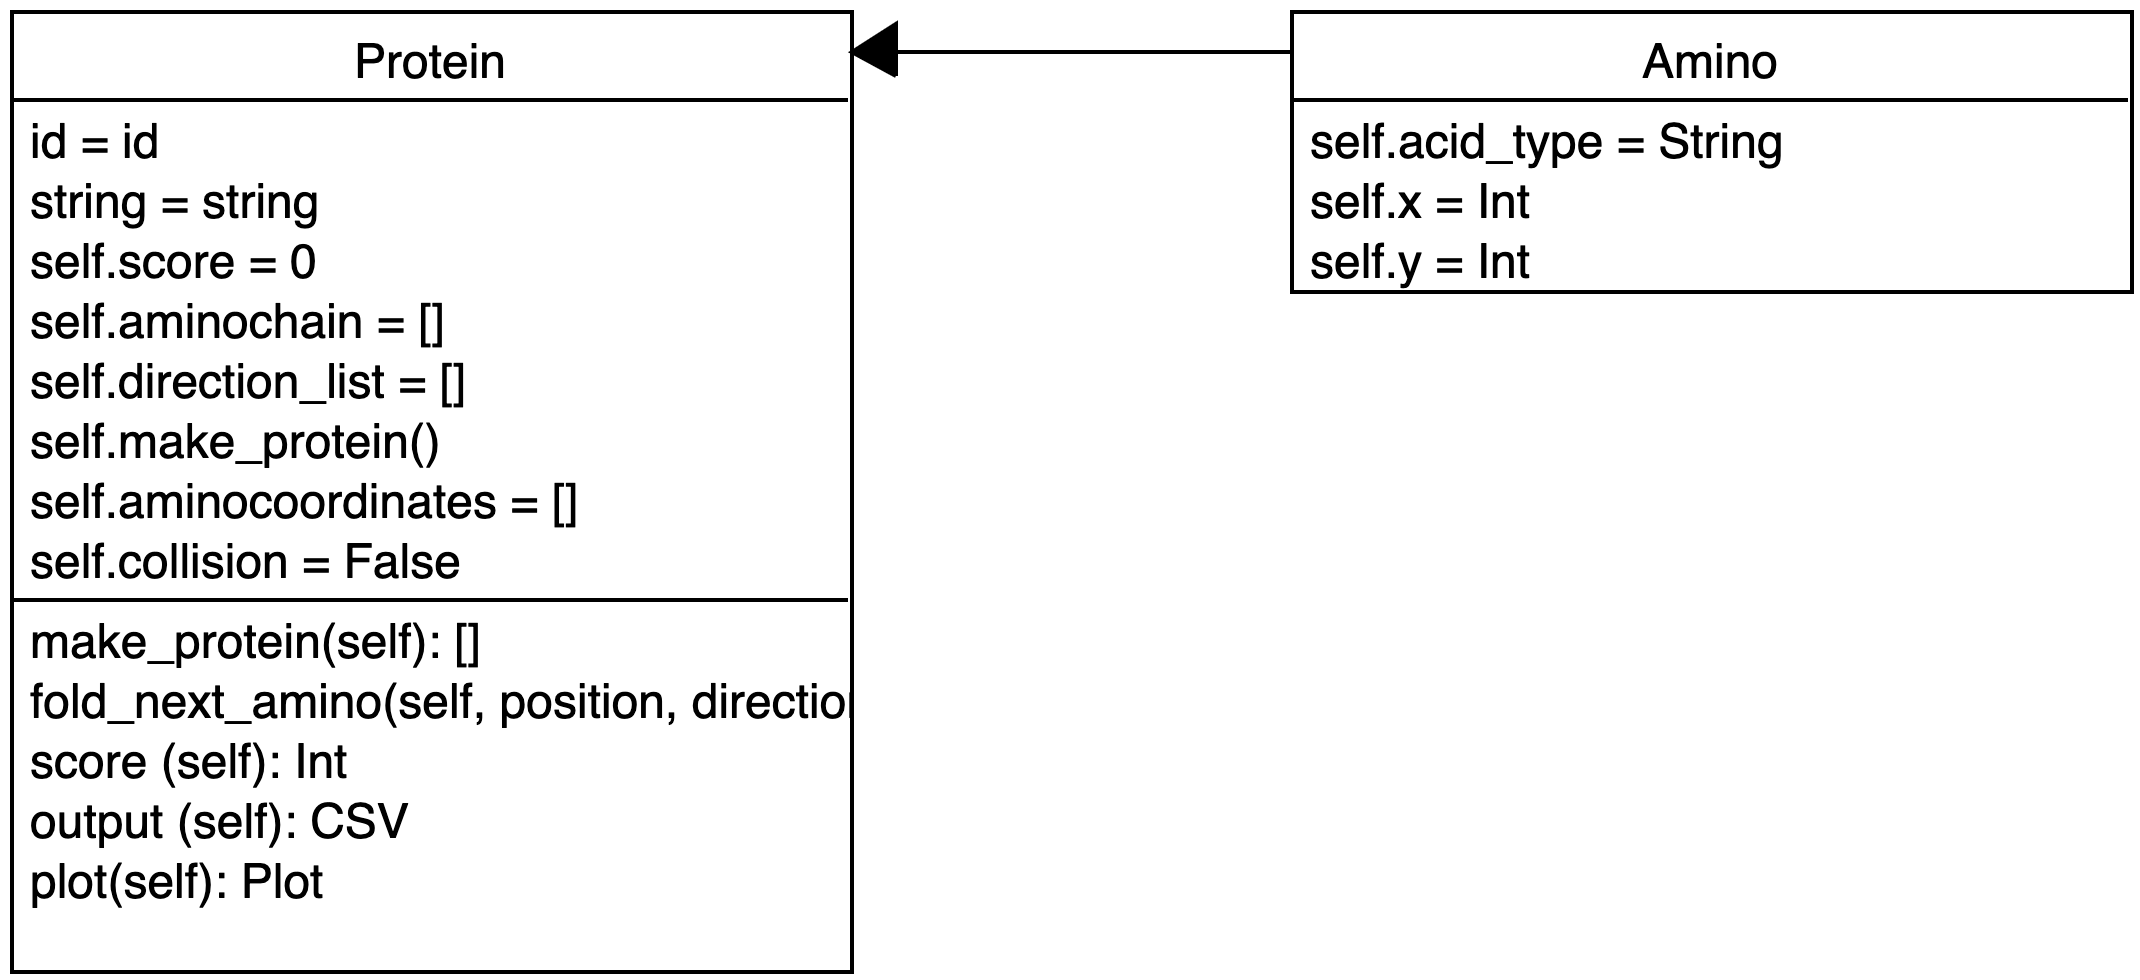 Protein
id = id
string = string
self.score = 0
self.aminochain = []
self.direction_list = []
self.make_protein()
self.aminocoordinates = []
self.collision = False
make_protein(self): []
fold_next_amino(self, position, direction
score (self): Int
output (self): CSV
plot(self): Plot
Amino
self.acid_type = String
self.x = Int
self.y = Int